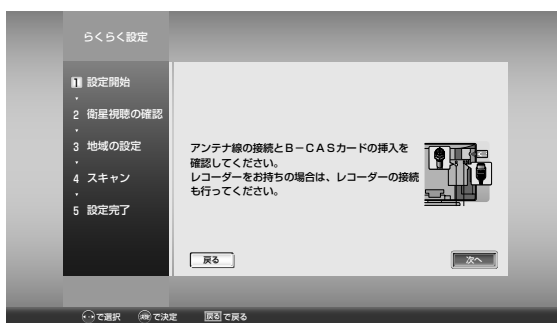 らくらく設定
1 設定開始
2 衛星視聴の確認
3 地域の設定
4 スキャン
5 設定完了
アンテナ線の接続とB－CASカードの挿入を
確認してください。
レコーダーをお持ちの場合は、レコーダーの接続
も行ってください。
戻る
次へ
で選択 決定 で決定 戻る で戻る